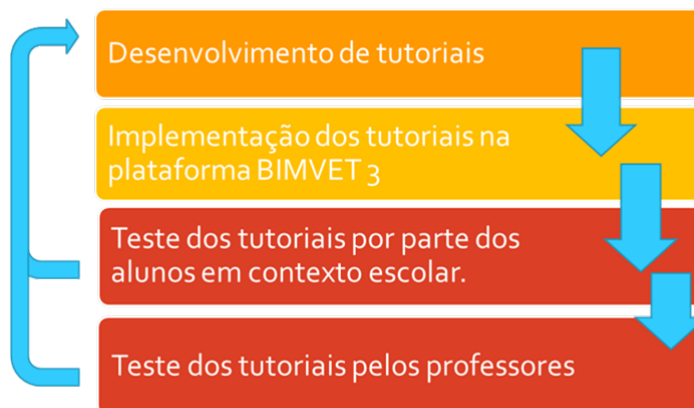 Desenvolvimento de tutoriais
Implementação dos tutoriais na
plataforma BIMVET 3
Teste dos tutoriais por parte dos
alunos em contexto escolar.
Teste dos tutoriais pelos professores